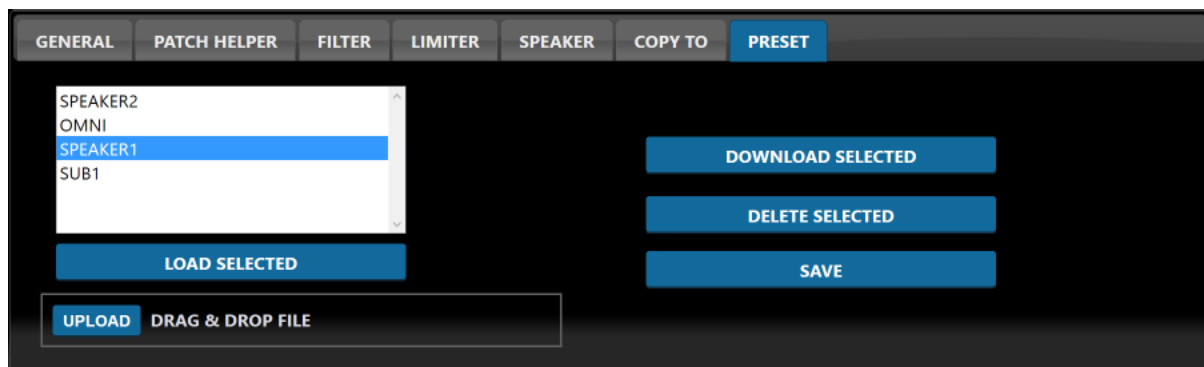 GENERAL PATCH HELPER FILTER LIMITER SPEAKER COPY TO PRESET
SPEAKER2
OMNI
SPEAKER1
SUB1
LOAD SELECTED
UPLOAD DRAG & DROP FILE
DOWNLOAD SELECTED
DELETE SELECTED
SAVE